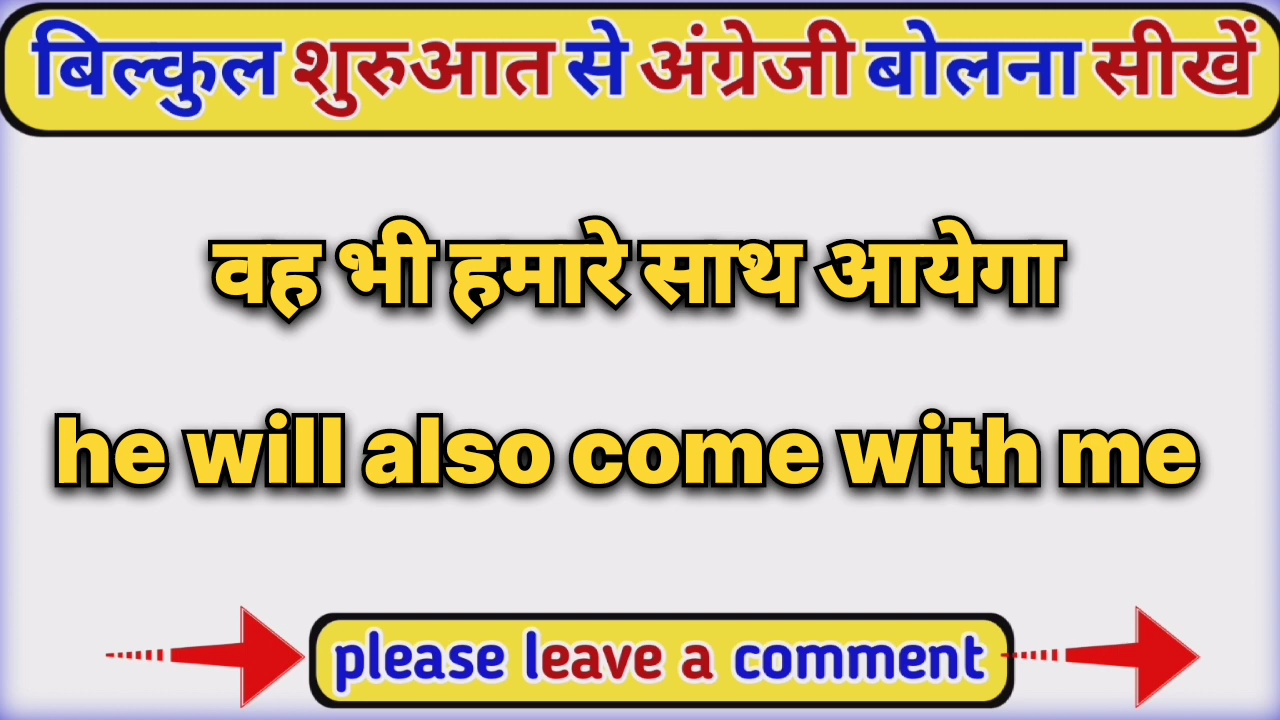 बिल्कुल शुरुआत से अंग्रेजी बोलना सीखें
वह भी हमारे साथ आयेगा
he will also come with me
please leave a comment